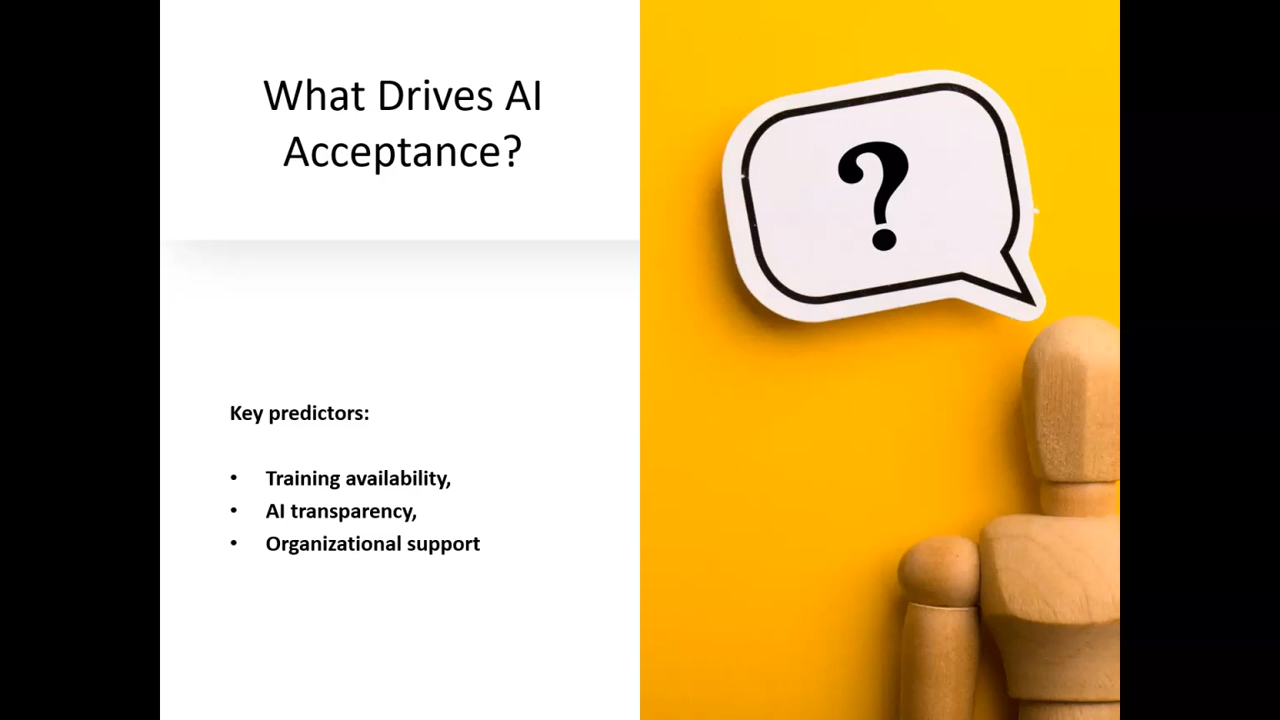 What Drives AI
Acceptance?
?
Key predictors:
• Training availability,
• AI transparency,
• Organizational support